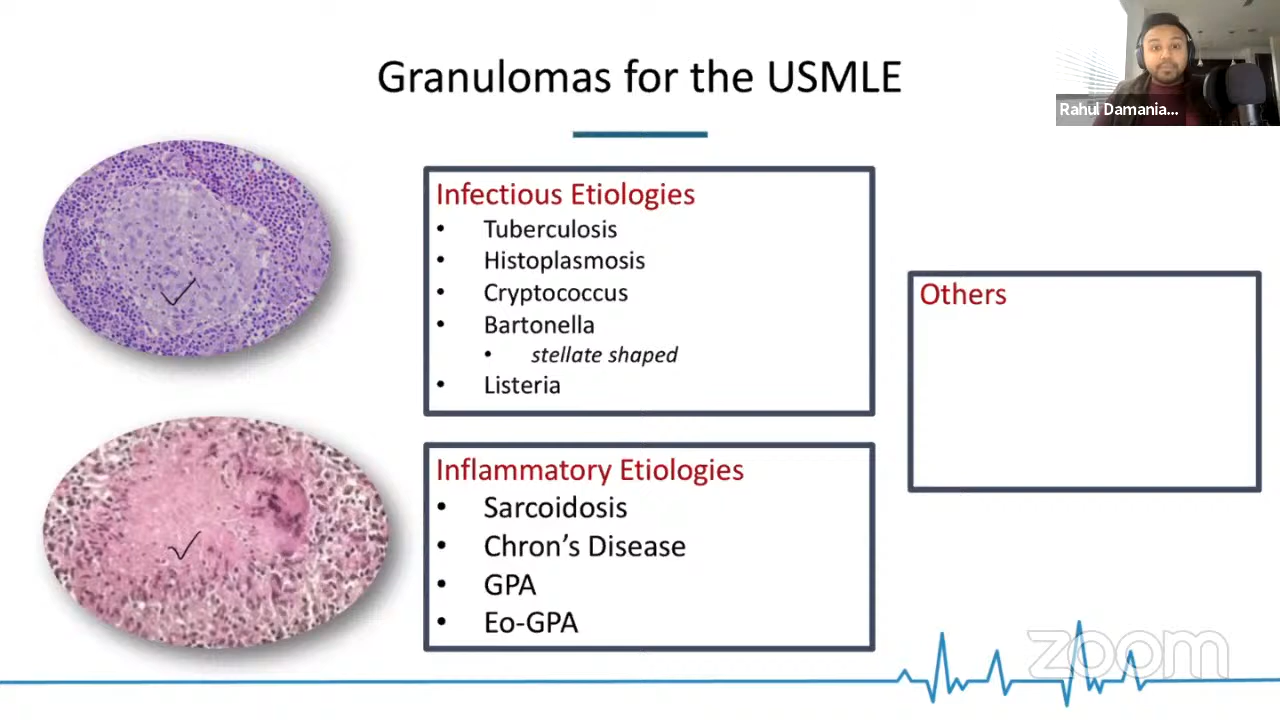 Granulomas for the USMLE
Rahul Damania...
Infectious Etiologies
• Tuberculosis
• Histoplasmosis
• Cryptococcus
• Bartonella
• stellate shaped
• Listeria
Inflammatory Etiologies
• Sarcoidosis
• Chron’s Disease
• GPA
• Eo-GPA
Others
zoom